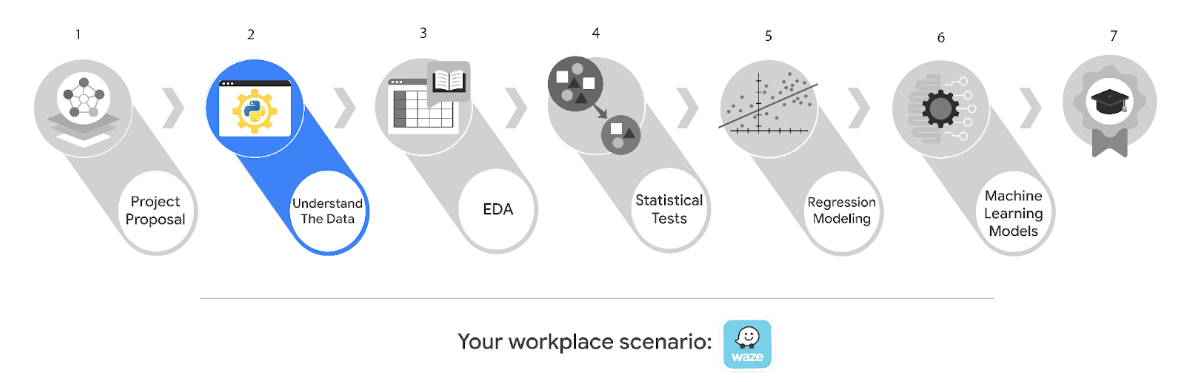 1
2
3
4
5
6
7
Project
Proposal
Understand
The Data
EDA
Statistical
Tests
Regression
Modeling
Machine
Learning
Models
Your workplace scenario:
waze